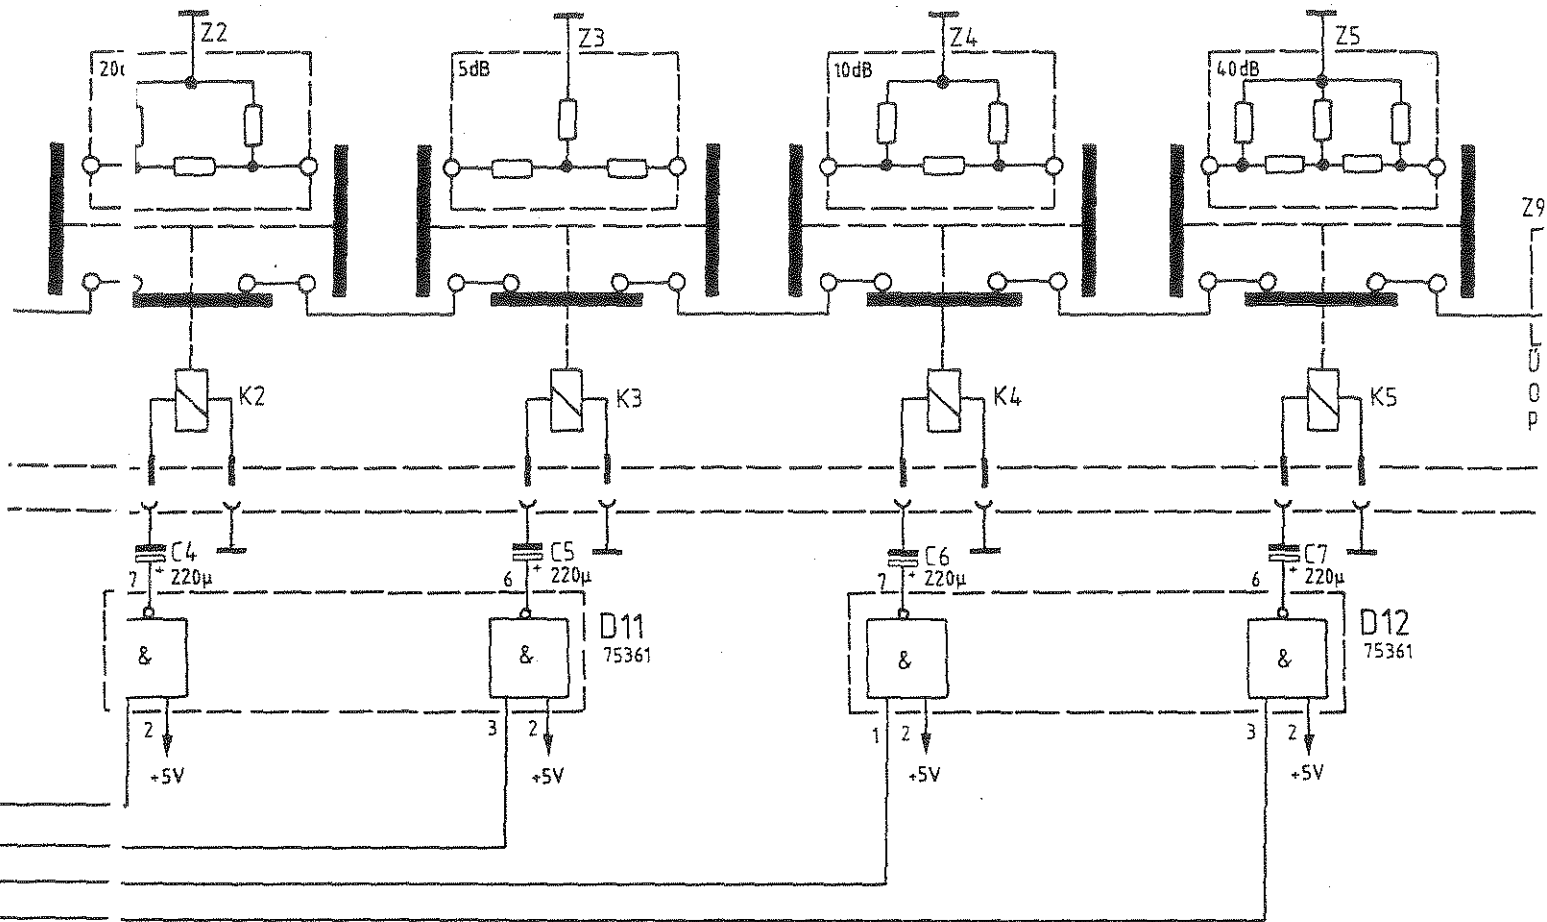 Z2
Z3
Z4
Z5
5dB
10dB
40dB
Z9
K2
K3
K4
K5
C4
220µ
C5
220µ
C6
220µ
C7
220µ
7
+
6
+
7
+
6
+
&
&
&
&
D11
75361
D12
75361
2
3
2
1
2
3
2
+5V
+5V
+5V
+5V